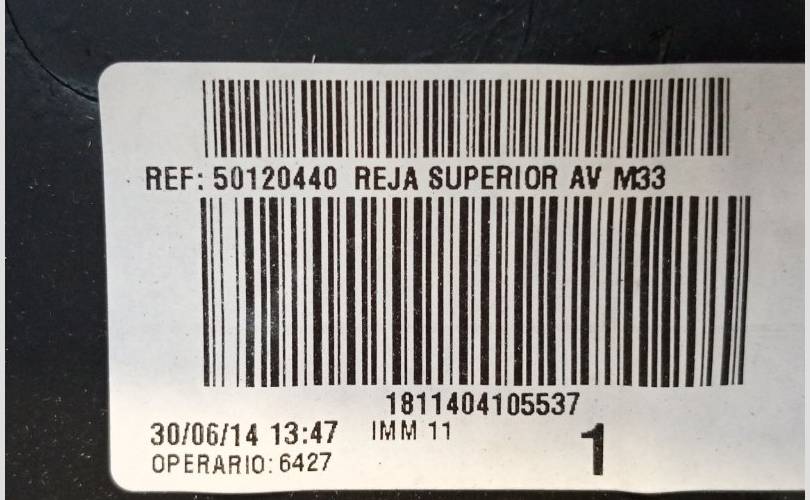 REF: 50120440 REJA SUPERIOR AV M33
1811404105537
30/06/14 13:47 IMM 11
1
OPERARIO: 6427